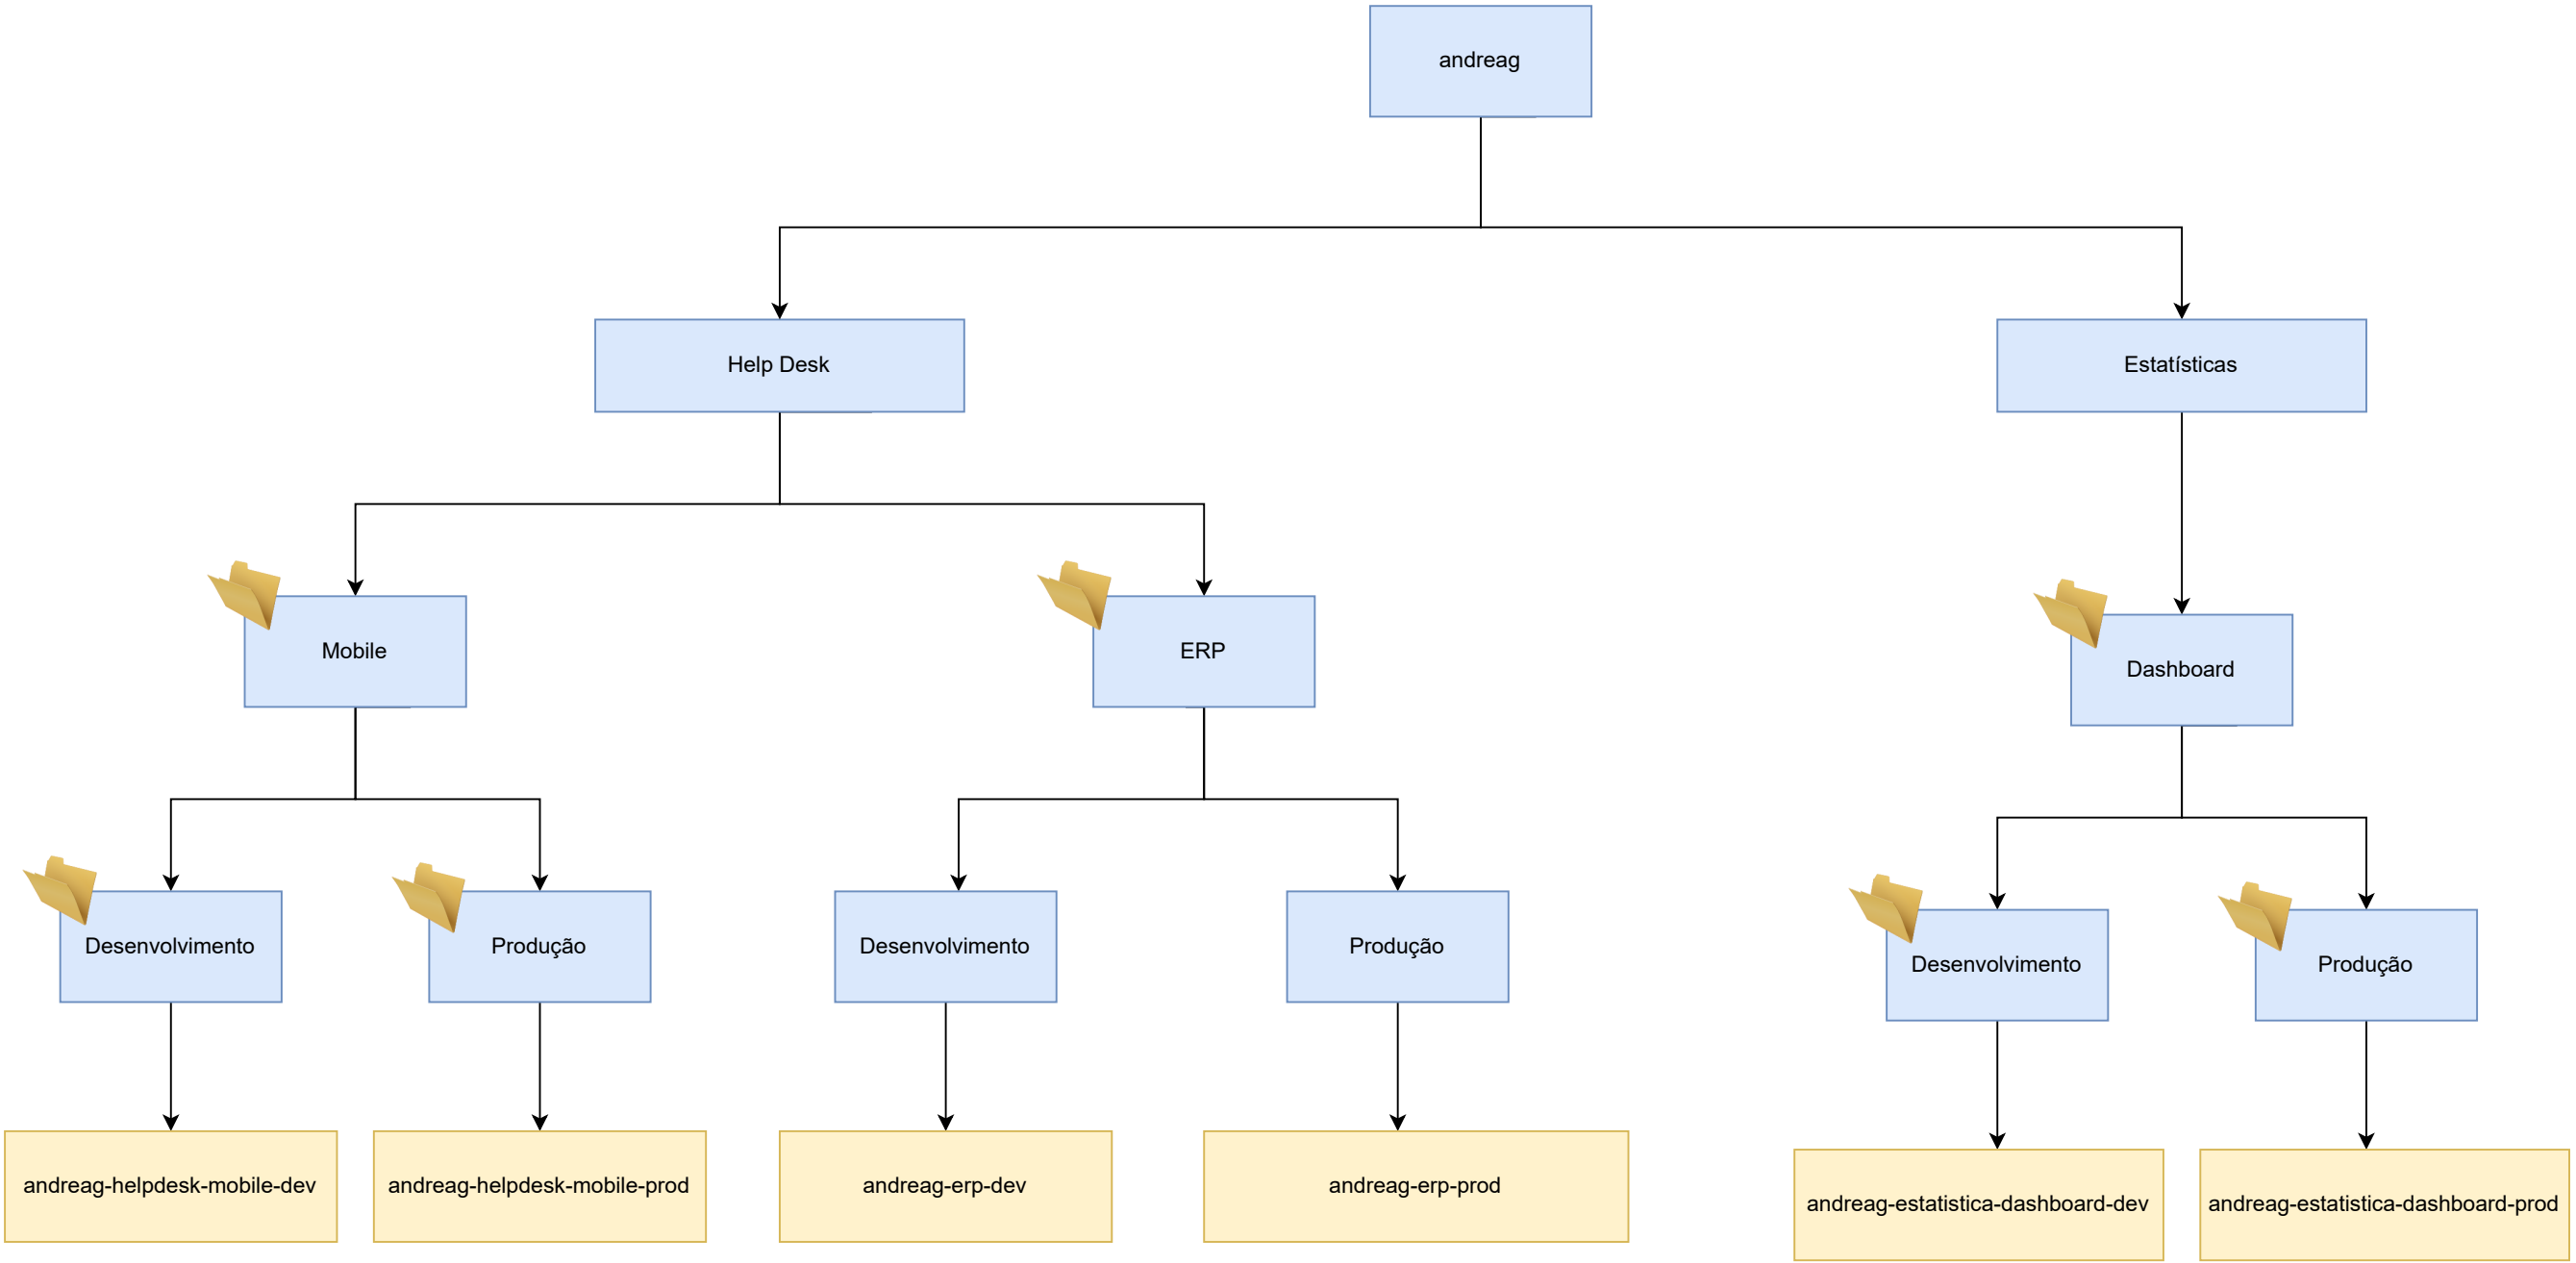 andreag
Help Desk
Estatísticas
Mobile
ERP
Dashboard
Desenvolvimento
Produção
Desenvolvimento
Produção
Desenvolvimento
Produção
andreag-helpdesk-mobile-dev
andreag-helpdesk-mobile-prod
andreag-erp-dev
andreag-erp-prod
andreag-estatistica-dashboard-dev
andreag-estatistica-dashboard-prod